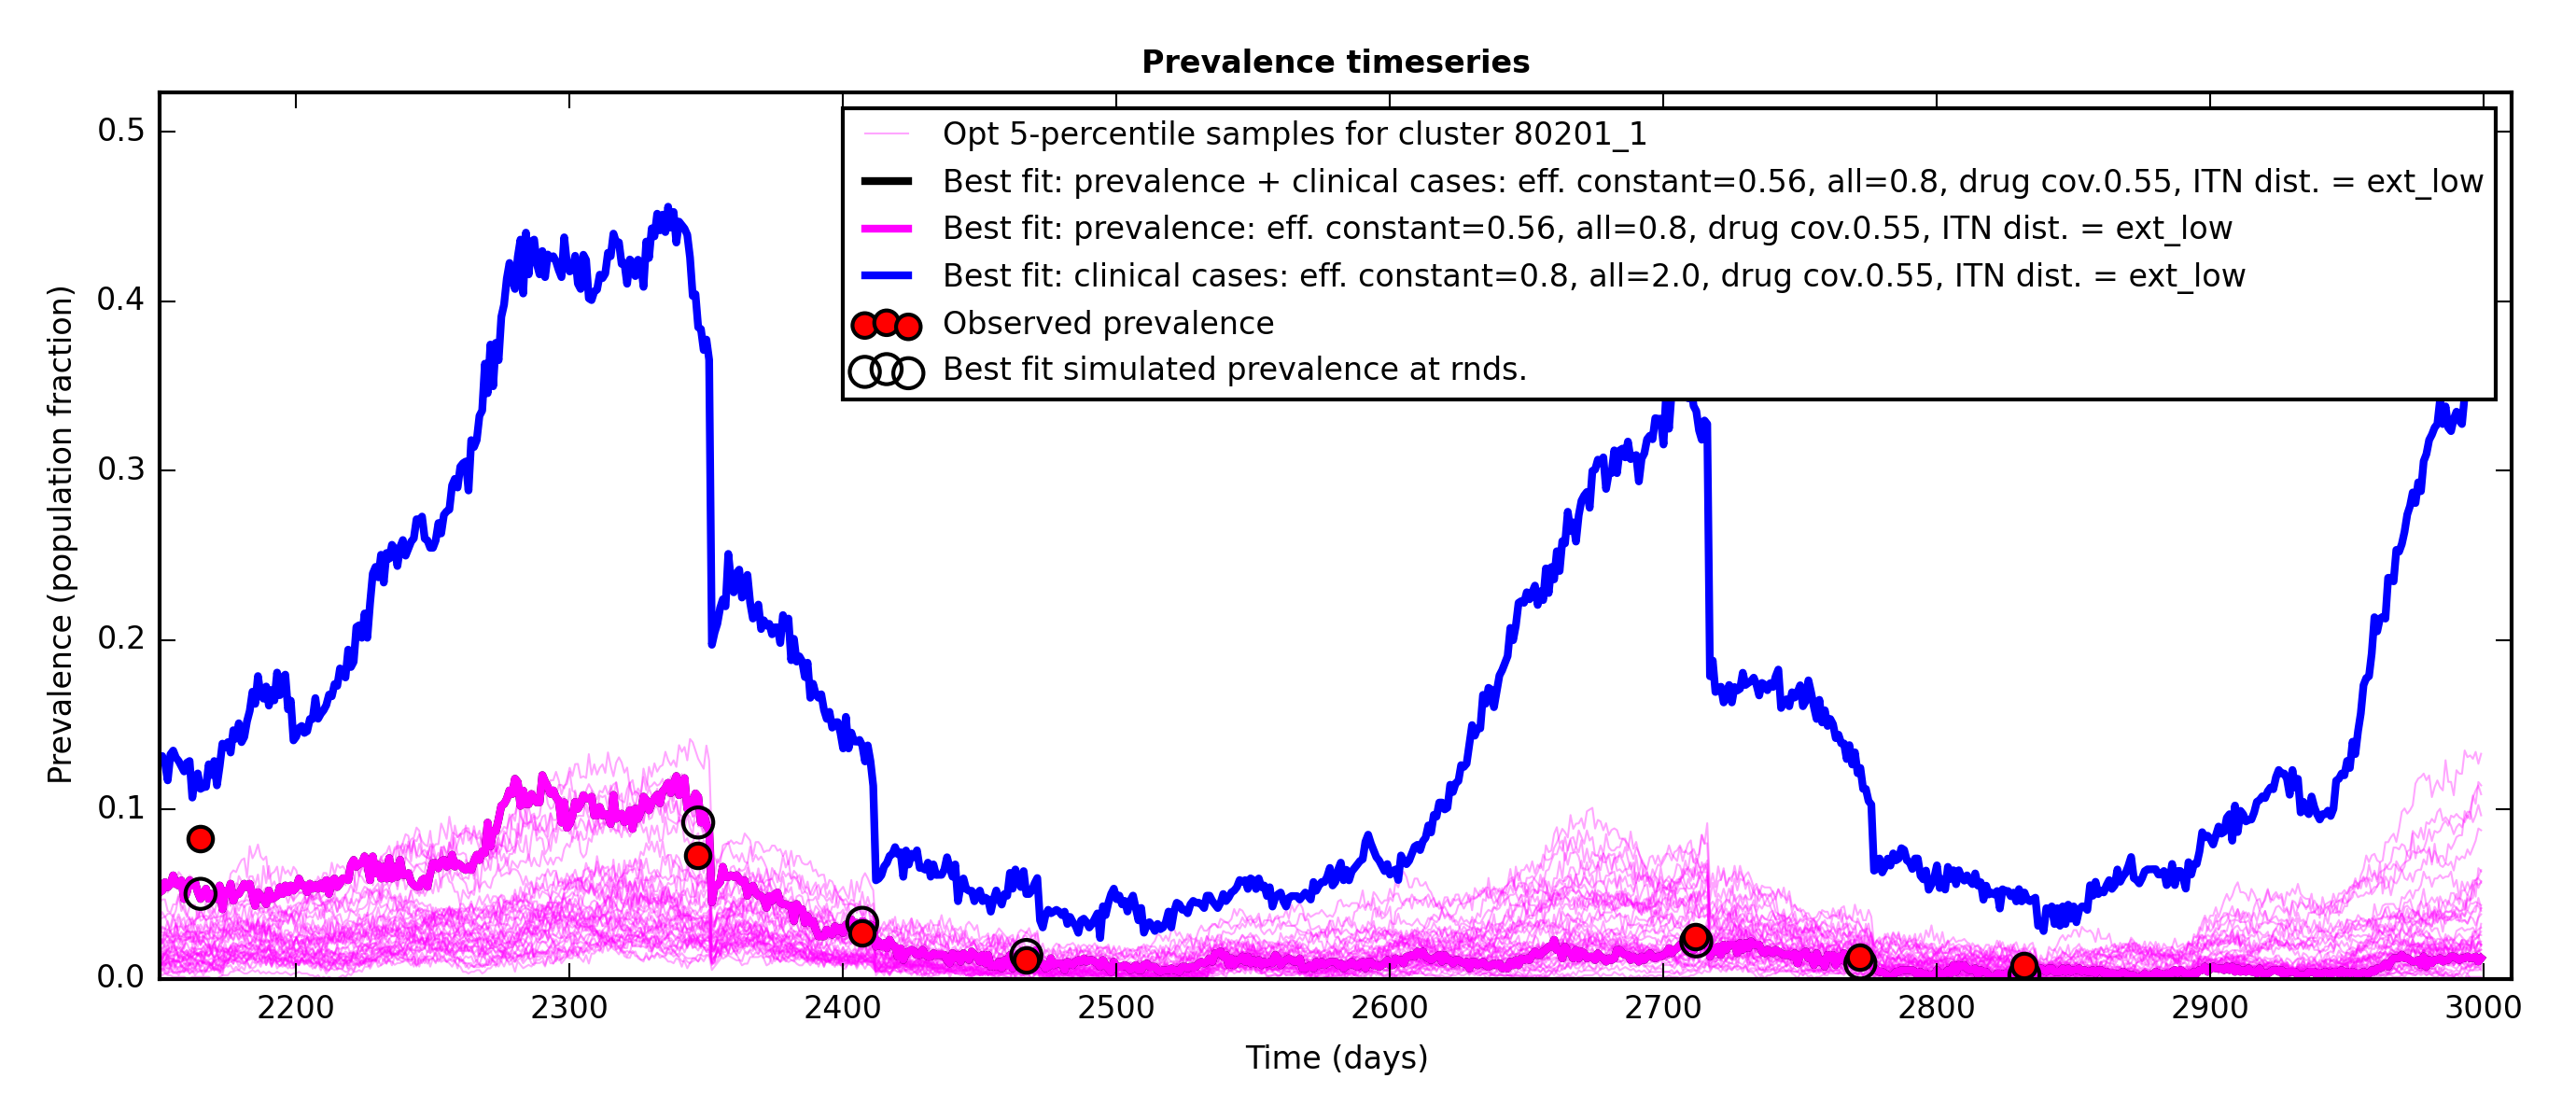 Prevalence timeseries
Opt 5-percentile samples for cluster 80201_1
Best fit: prevalence + clinical cases: eff. constant=0.56, all=0.8, drug cov.0.55, ITN dist. = ext_low
Best fit: prevalence: eff. constant=0.56, all=0.8, drug cov.0.55, ITN dist. = ext_low
Best fit: clinical cases: eff. constant=0.8, all=2.0, drug cov.0.55, ITN dist. = ext_low
Observed prevalence
Best fit simulated prevalence at rnds.
Prevalence (population fraction)
0.5
0.4
0.3
0.2
0.1
0.0
2200 2300 2400 2500 2600 2700 2800 2900 3000
Time (days)